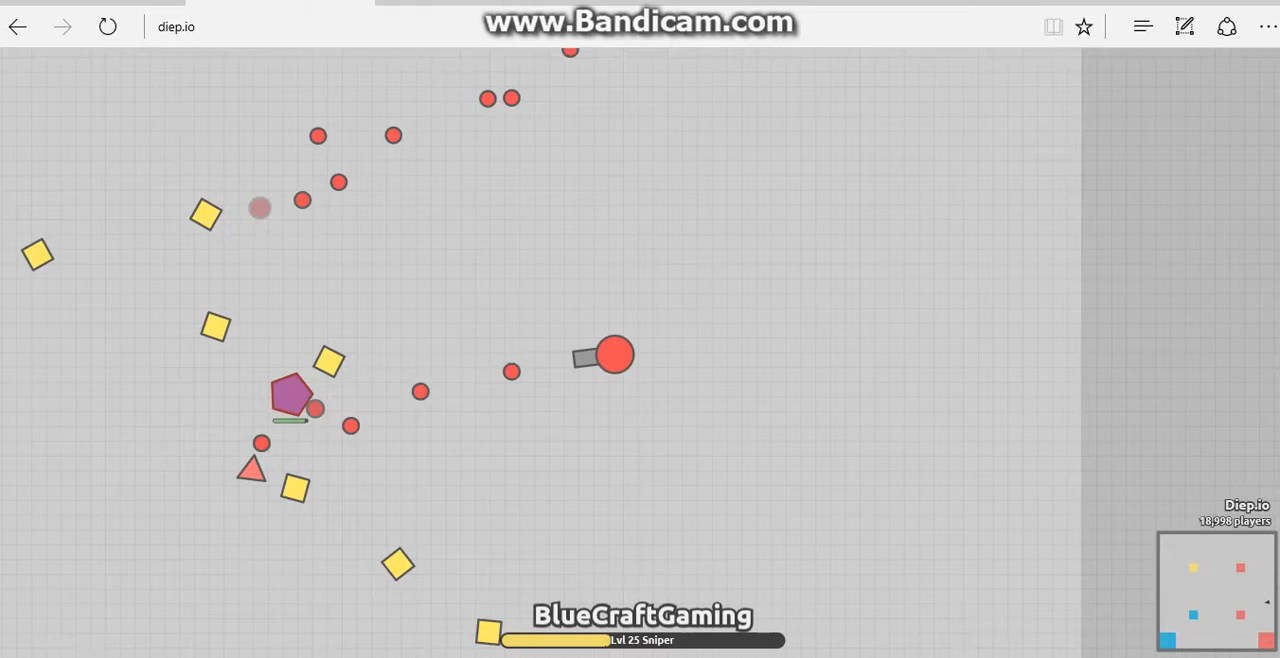 www.Bandicam.com
diep.io
Diep.io
18,998 players
BlueCraftGaming
Lvl 25 Sniper